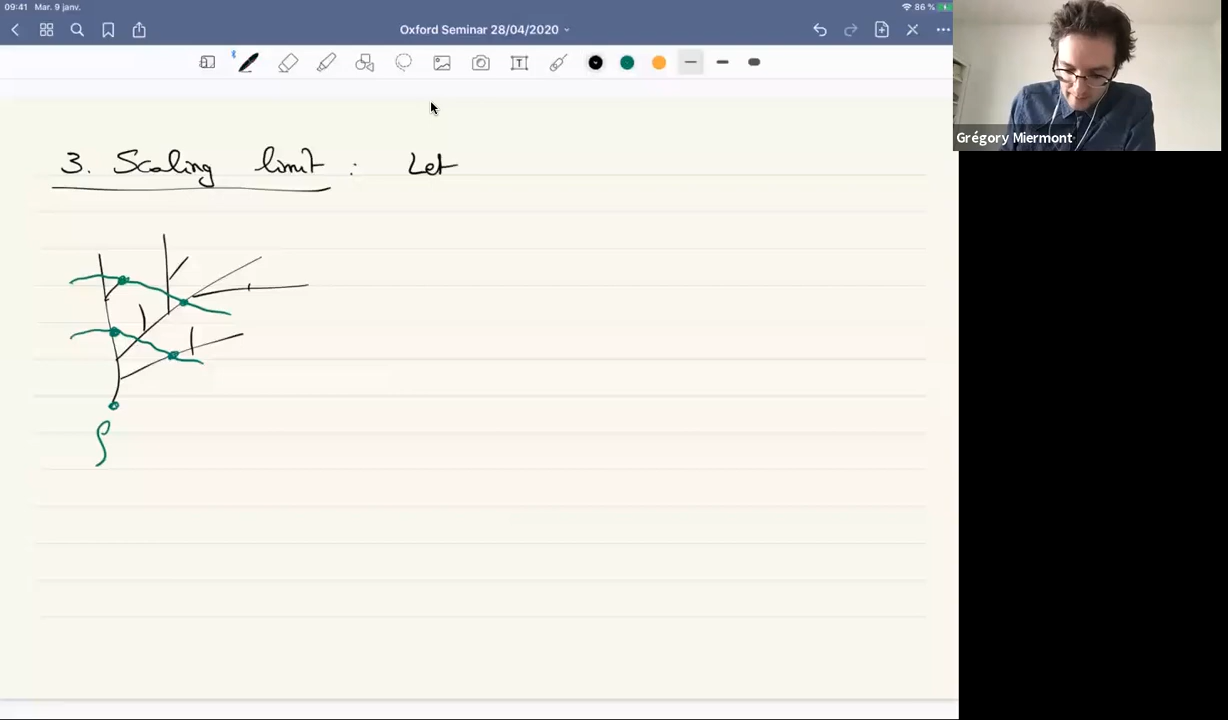 09:41 Mar. 9 janv. 86 %
Oxford Seminar 28/04/2020
Grégory Miermont
3. Scaling limit : Let
ρ